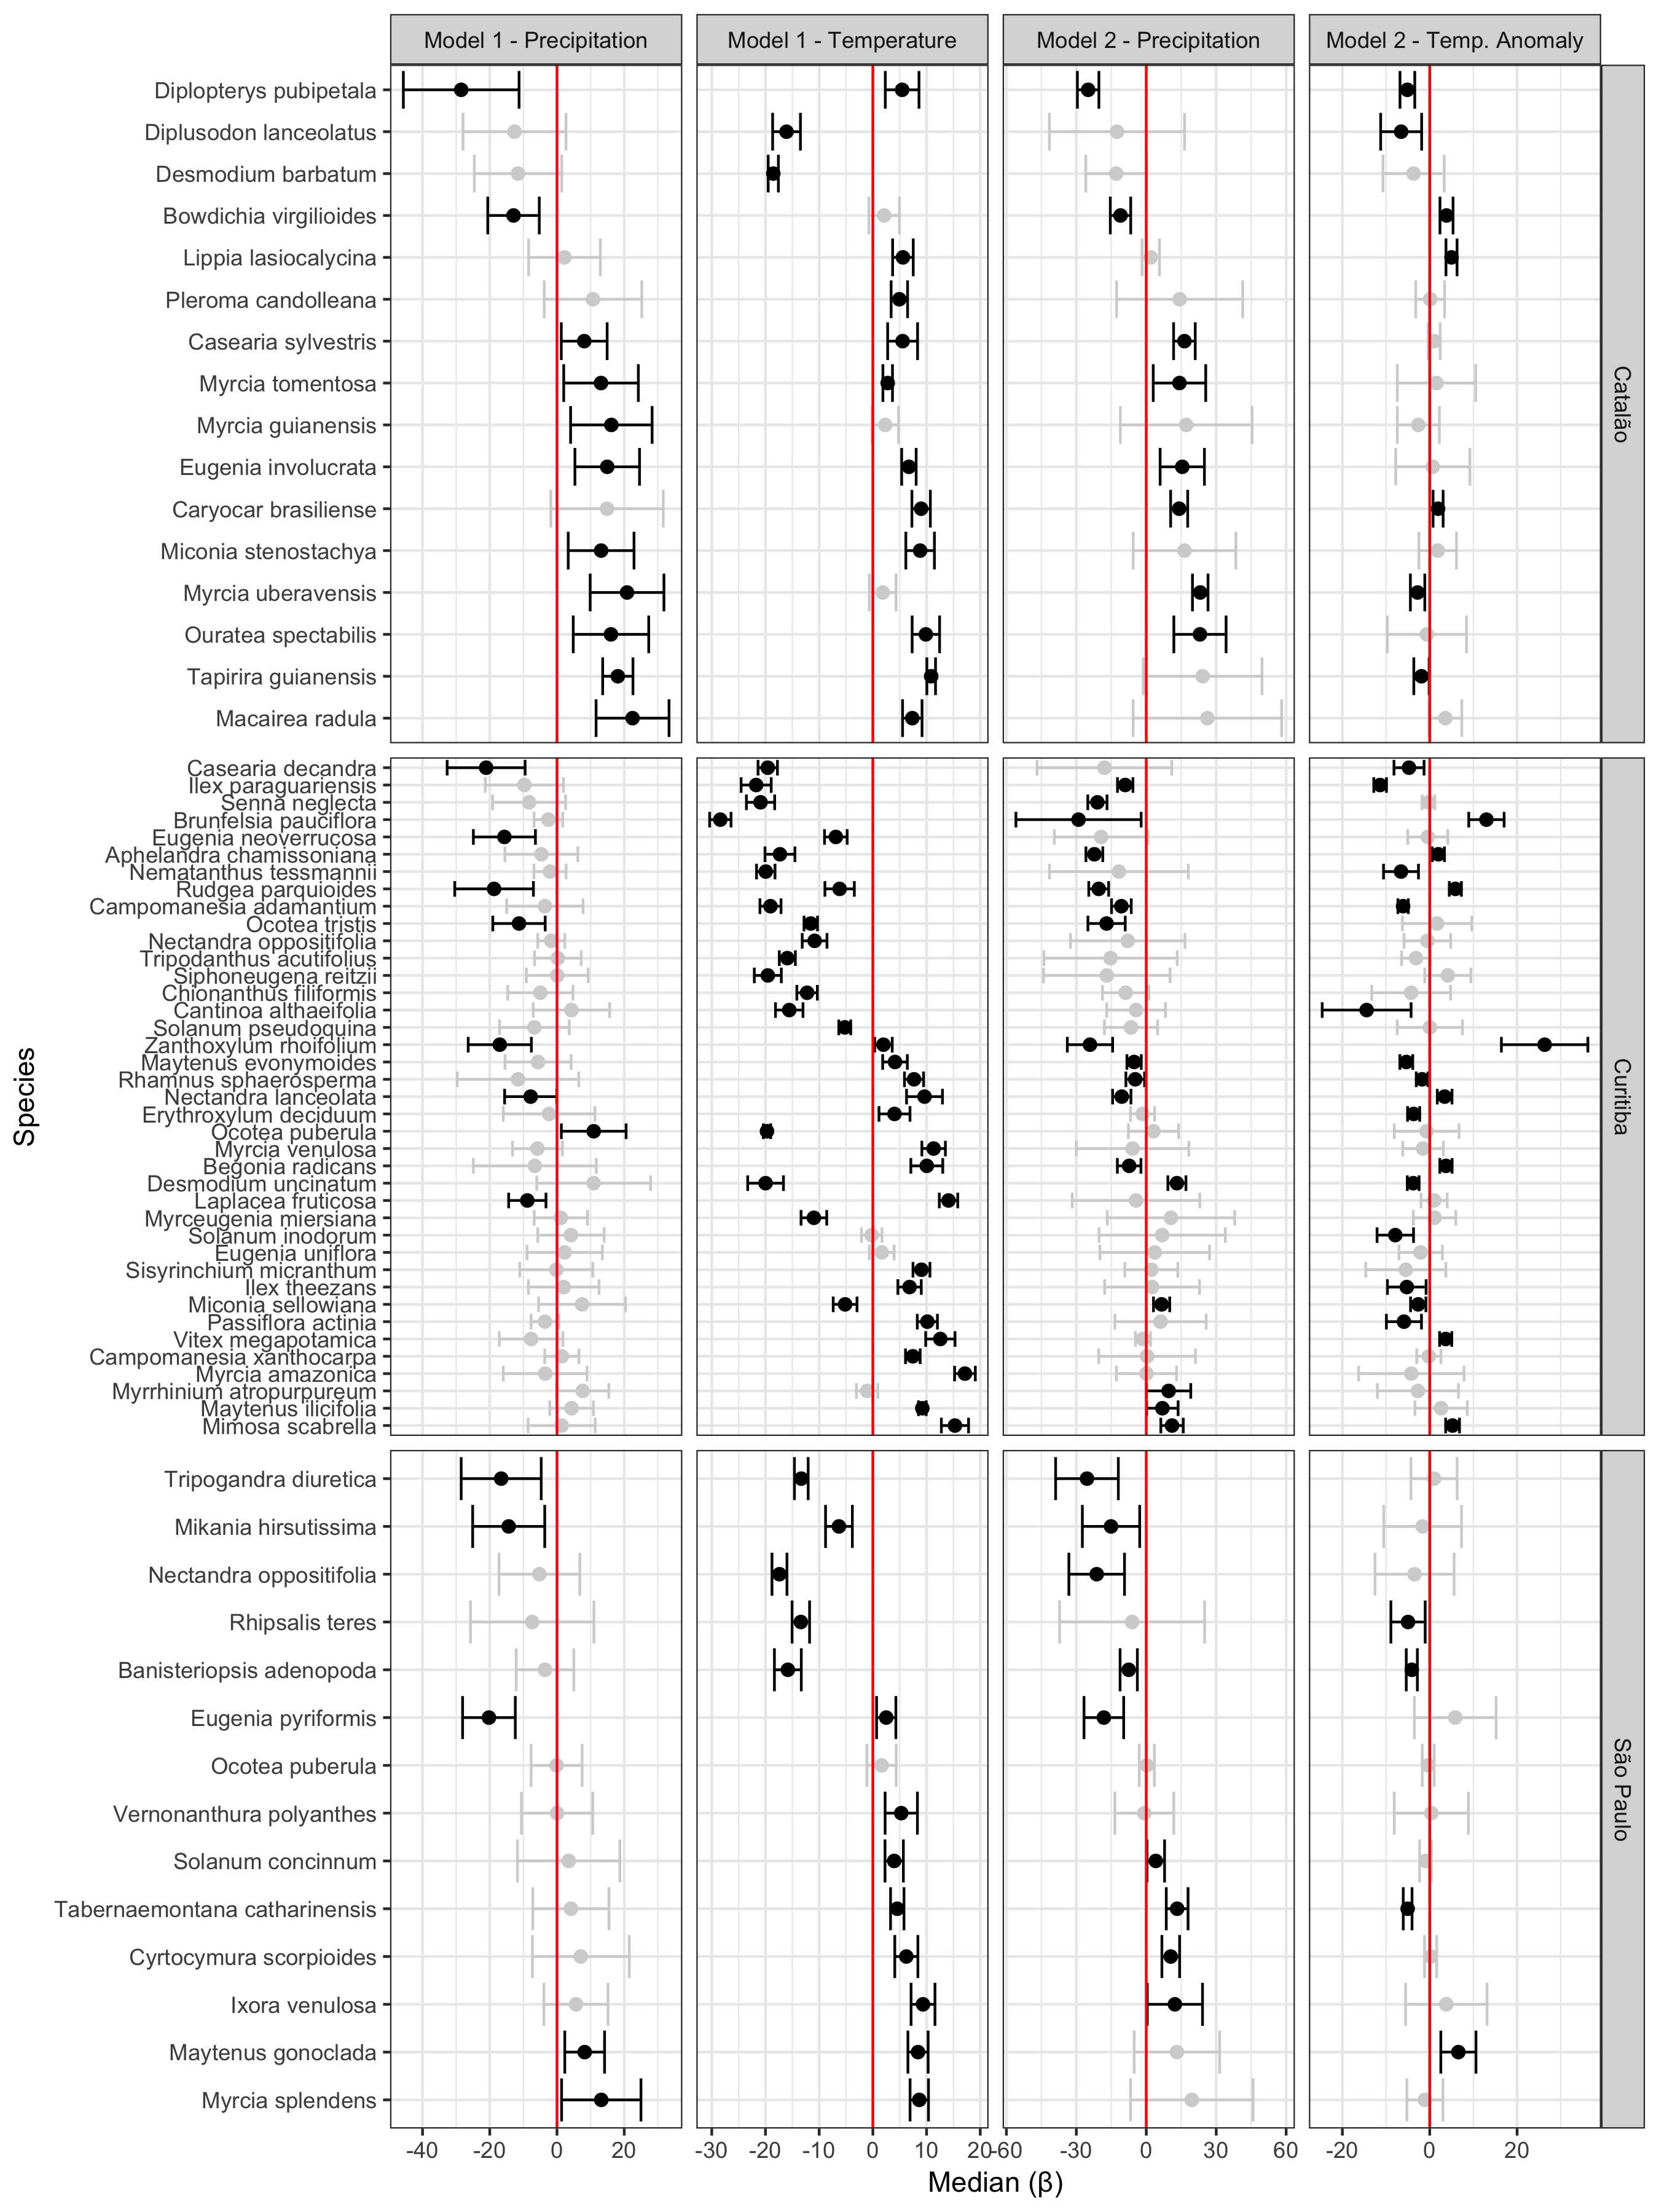 Model 1 - Precipitation
Model 1 - Temperature
Model 2 - Precipitation
Model 2 - Temp. Anomaly
Diplopterys pubipetala
Diplusodon lanceolatus
Desmodium barbatum
Bowdichia virgilioides
Lippia lasiocalycina
Pleroma candolleana
Casearia sylvestris
Myrcia tomentosa
Myrcia guianensis
Eugenia involucrata
Caryocar brasiliense
Miconia stenostachya
Myrcia uberavensis
Ouratea spectabilis
Tapirira guianensis
Macairea radula
Catalão
Casearia decandra
Ilex paraguariensis
Senna neglecta
Brunfelsia pauciflora
Eugenia neoverrucosa
Aphelandra chamissoniana
Nematanthus tessmannii
Rudgea parquioides
Campomanesia adamantium
Ocotea tristis
Nectandra oppositifolia
Tripodanthus acutifolius
Siphoneugena reitzii
Chionanthus filiformis
Cantinoa althaeifolia
Solanum pseudoquina
Zanthoxylum rhoifolium
Maytenus evonymoides
Rhamnus sphaerosperma
Nectandra lanceolata
Erythroxylum deciduum
Ocotea puberula
Myrcia venulosa
Begonia radicans
Desmodium uncinatum
Laplacea fruticosa
Myrceugenia miersiana
Solanum inodorum
Eugenia uniflora
Sisyrinchium micranthum
Ilex theezans
Miconia sellowiana
Passiflora actinia
Vitex megapotamica
Campomanesia xanthocarpa
Myrcia amazonica
Myrrhinium atropurpureum
Maytenus ilicifolia
Mimosa scabrella
Curitiba
Tripogandra diuretica
Mikania hirsutissima
Nectandra oppositifolia
Rhipsalis teres
Banisteriopsis adenopoda
Eugenia pyriformis
Ocotea puberula
Vernonanthura polyanthes
Solanum concinnum
Tabernaemontana catharinensis
Cyrtocymura scorpioides
Ixora venulosa
Maytenus gonoclada
Myrcia splendens
São Paulo
Species
-40 -20 0 20
-30 -20 -10 0 10 20
-60 -30 0 30 60
-20 0 20
Median (β)